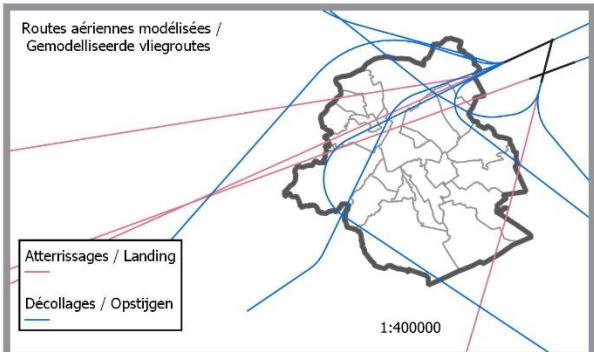 Routes aériennes modélisées /
Gemodelliseerde vliegroutes
Atterrissages / Landing
Décollages / Opstijgen
1:400000